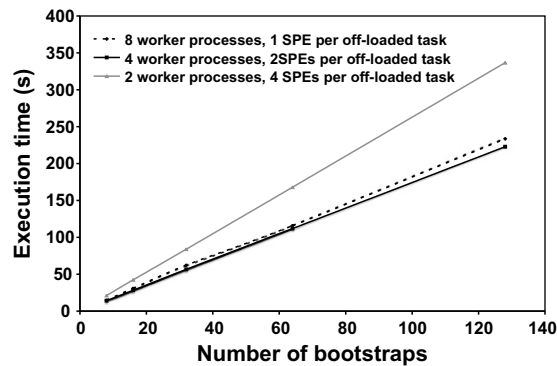 400
350
300
250
200
150
100
50
0
Execution time (s)
8 worker processes, 1 SPE per off-loaded task
4 worker processes, 2SPEs per off-loaded task
2 worker processes, 4 SPEs per off-loaded task
0 20 40 60 80 100 120 140
Number of bootstraps